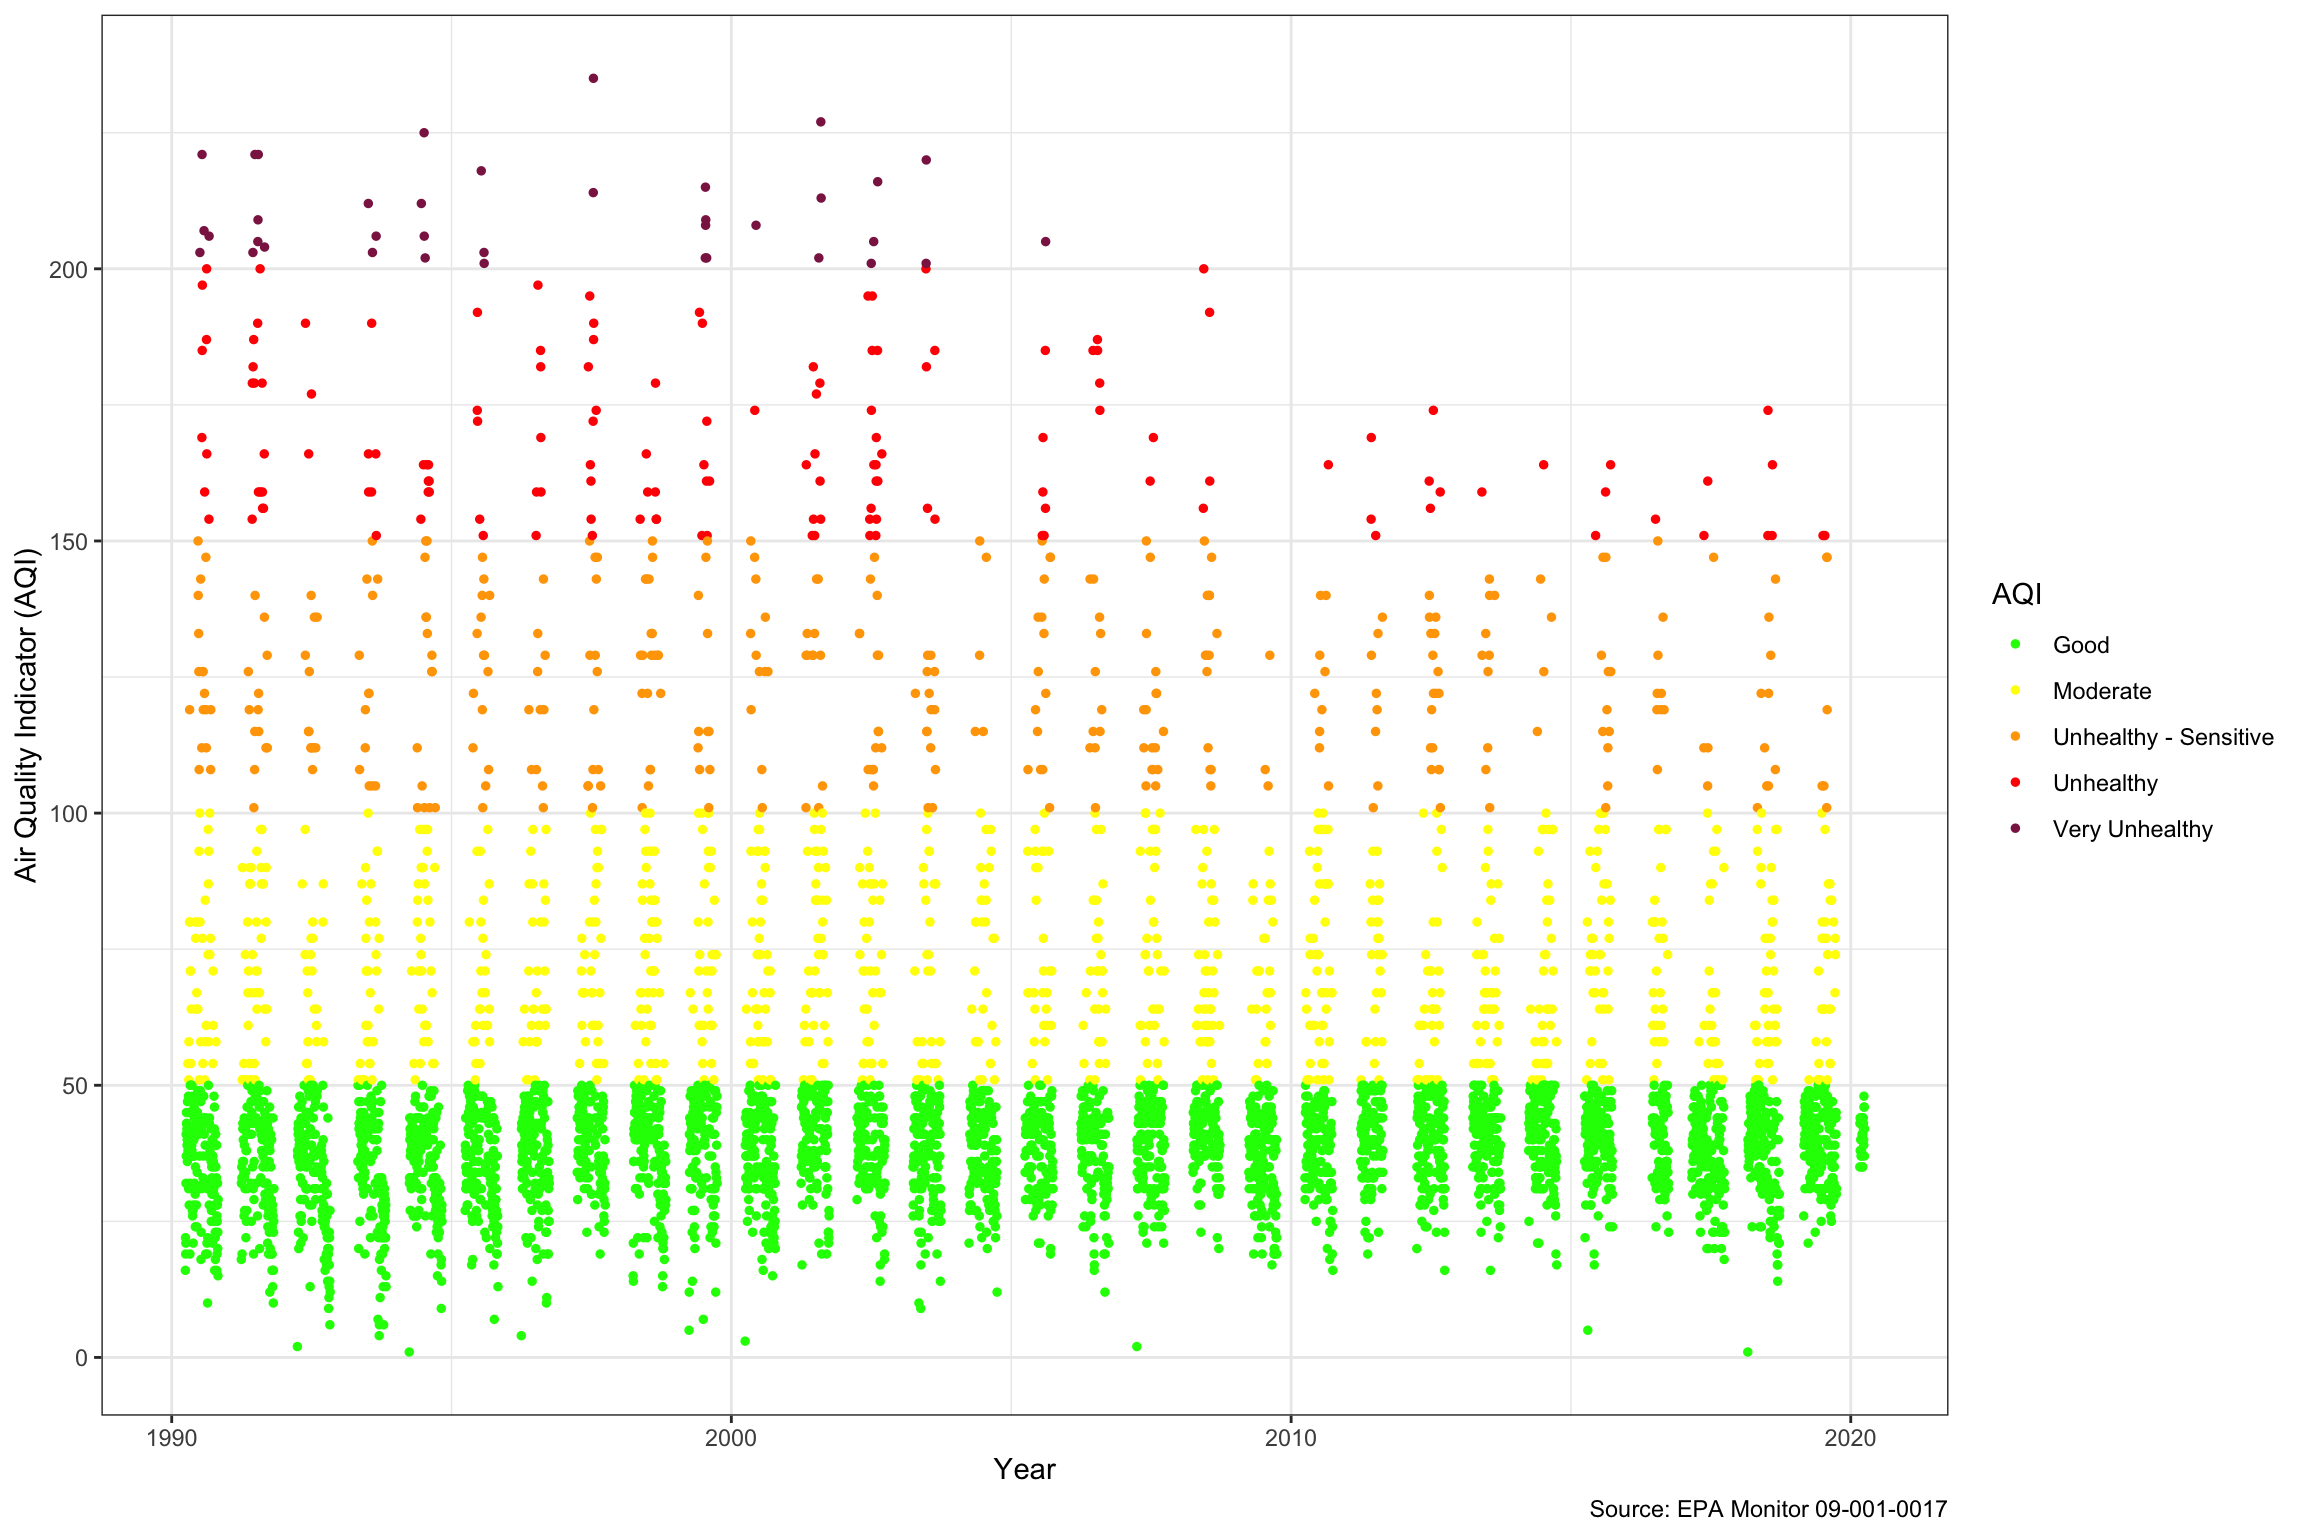 200
150
100
50
0
Air Quality Indicator (AQI)
1990
2000
2010
2020
Year
AQI
Good
Moderate
Unhealthy - Sensitive
Unhealthy
Very Unhealthy
Source: EPA Monitor 09-001-0017